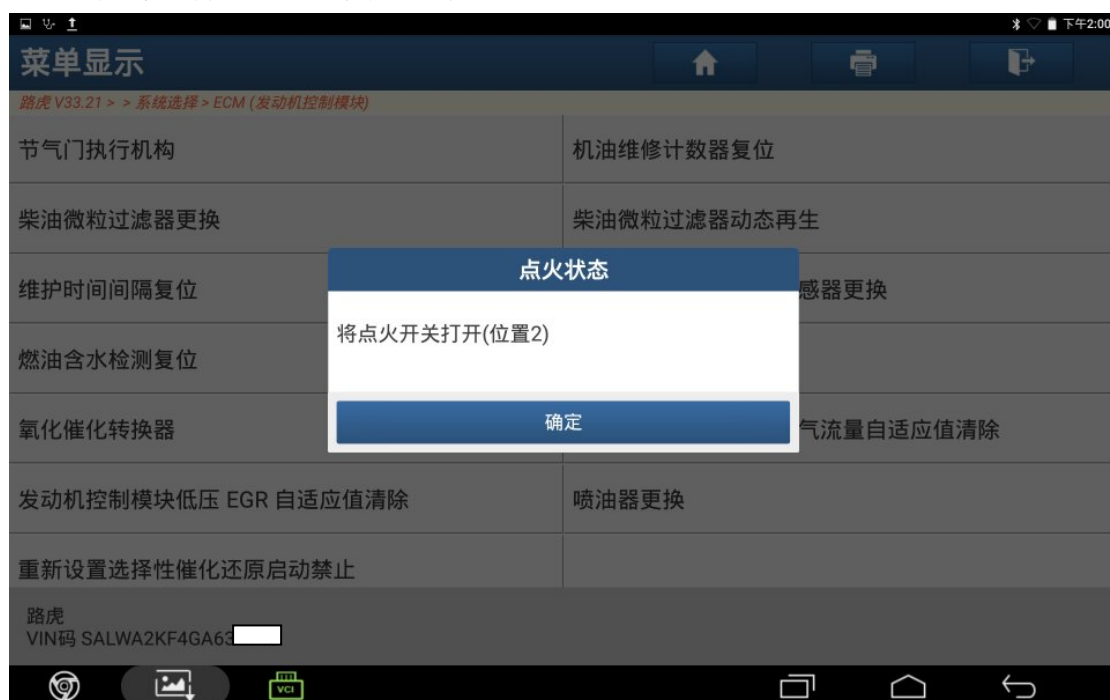 下午2:00
菜单显示
路虎 V33.21 > > 系统选择 > ECM (发动机控制模块)
节气门执行机构
机油维修计数器复位
柴油微粒过滤器更换
柴油微粒过滤器动态再生
点火状态
维护时间间隔复位
感器更换
将点火开关打开(位置2)
燃油含水检测复位
确定
氧化催化转换器
气流量自适应值清除
发动机控制模块低压 EGR 自适应值清除
喷油器更换
重新设置选择性催化还原启动禁止
路虎
VIN码 SALWA2KF4GA63
VCI